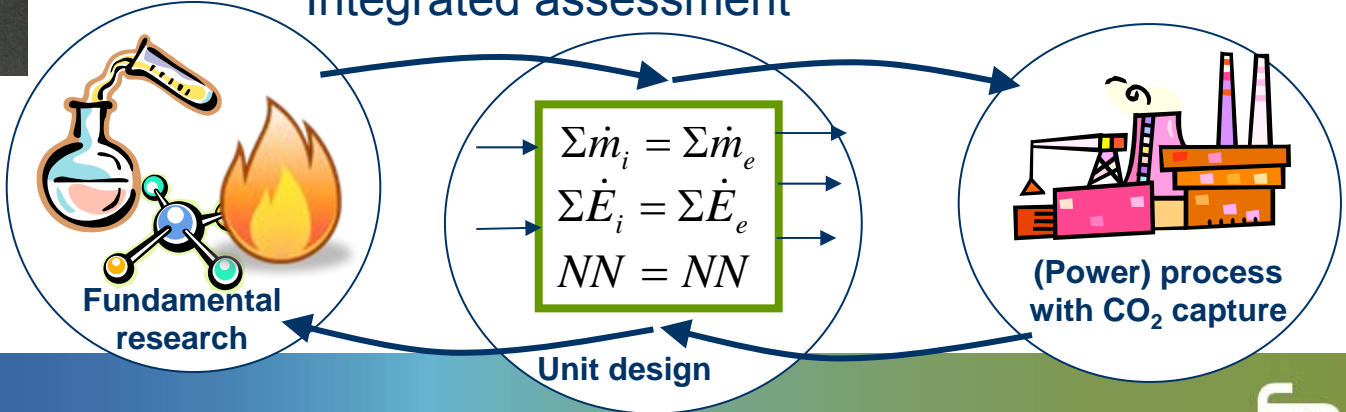 Integrated assessment
Σṁᵢ = Σṁₑ
ΣĖᵢ = ΣĖₑ
NN = NN
Fundamental
research
Unit design
(Power) process
with CO₂ capture